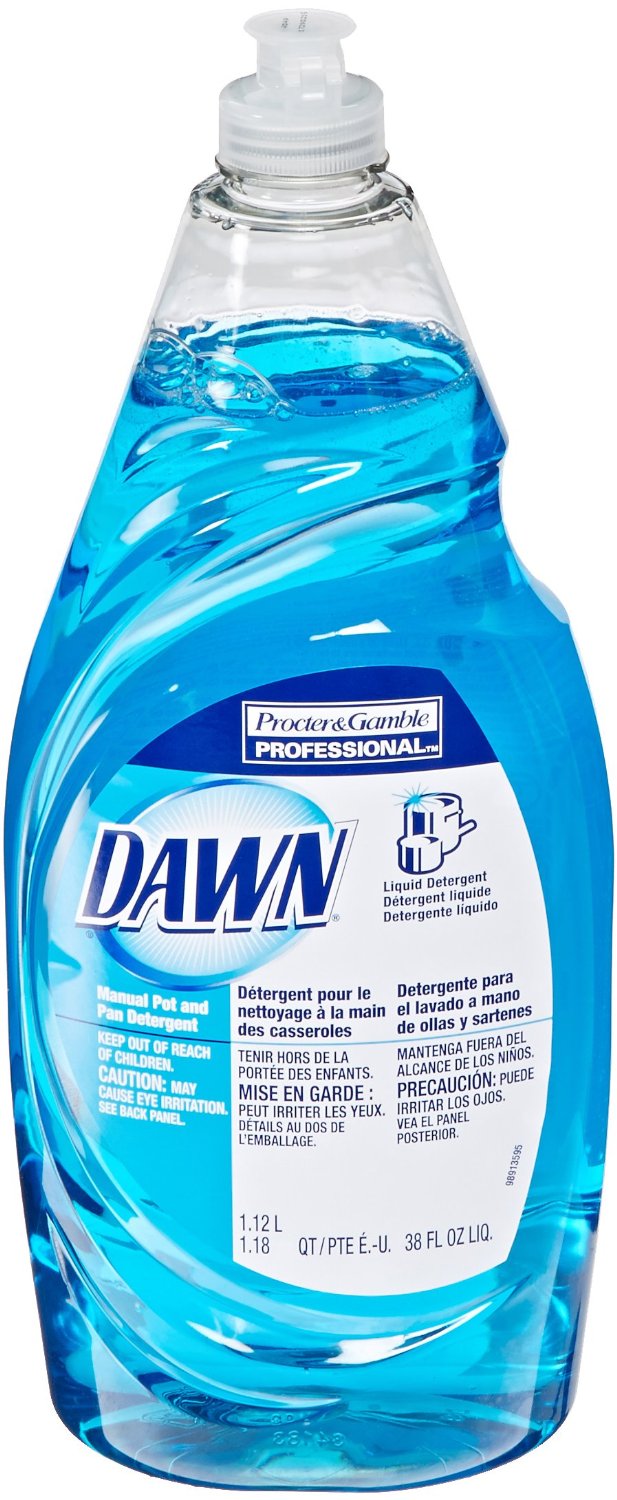 Procter&Gamble
PROFESSIONAL™
DAWN®
Liquid Detergent
Détergent liquide
Detergente líquido
Manual Pot and
Pan Detergent
KEEP OUT OF REACH
OF CHILDREN.
CAUTION: MAY
CAUSE EYE IRRITATION.
SEE BACK PANEL.
Détergent pour le
nettoyage à la main
des casseroles
TENIR HORS DE LA
PORTÉE DES ENFANTS.
MISE EN GARDE :
PEUT IRRITER LES YEUX.
DÉTAILS AU DOS DE
L'EMBALLAGE.
Detergente para
el lavado a mano
de ollas y sartenes
MANTENGA FUERA DEL
ALCANCE DE LOS NIÑOS.
PRECAUCIÓN: PUEDE
IRRITAR LOS OJOS.
VEA EL PANEL
POSTERIOR.
98913595
1.12 L
1.18 QT/PTE É.-U. 38 FL OZ LIQ.